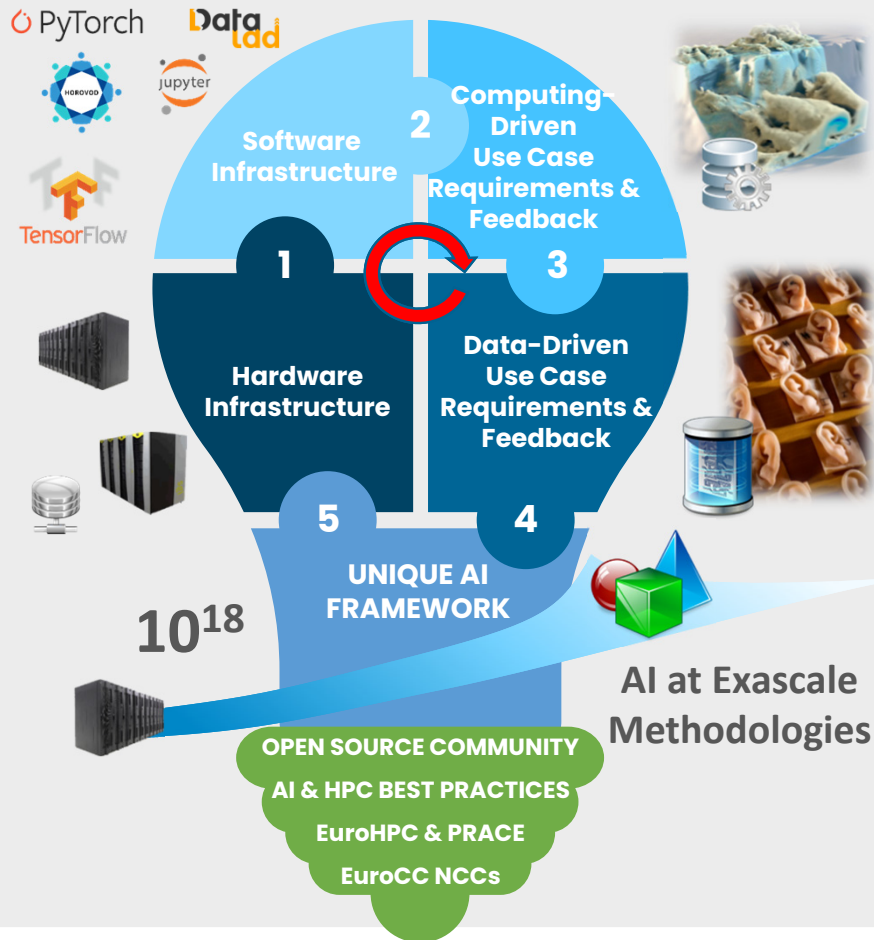 PyTorch
Data
lad
HOROVOD
jupyter
TensorFlow
2
Software
Infrastructure
Computing-
Driven
Use Case
Requirements &
Feedback
1
3
Hardware
Infrastructure
Data-Driven
Use Case
Requirements &
Feedback
5
4
UNIQUE AI
FRAMEWORK
10¹⁸
AI at Exascale
Methodologies
OPEN SOURCE COMMUNITY
AI & HPC BEST PRACTICES
EuroHPC & PRACE
EuroCC NCCs